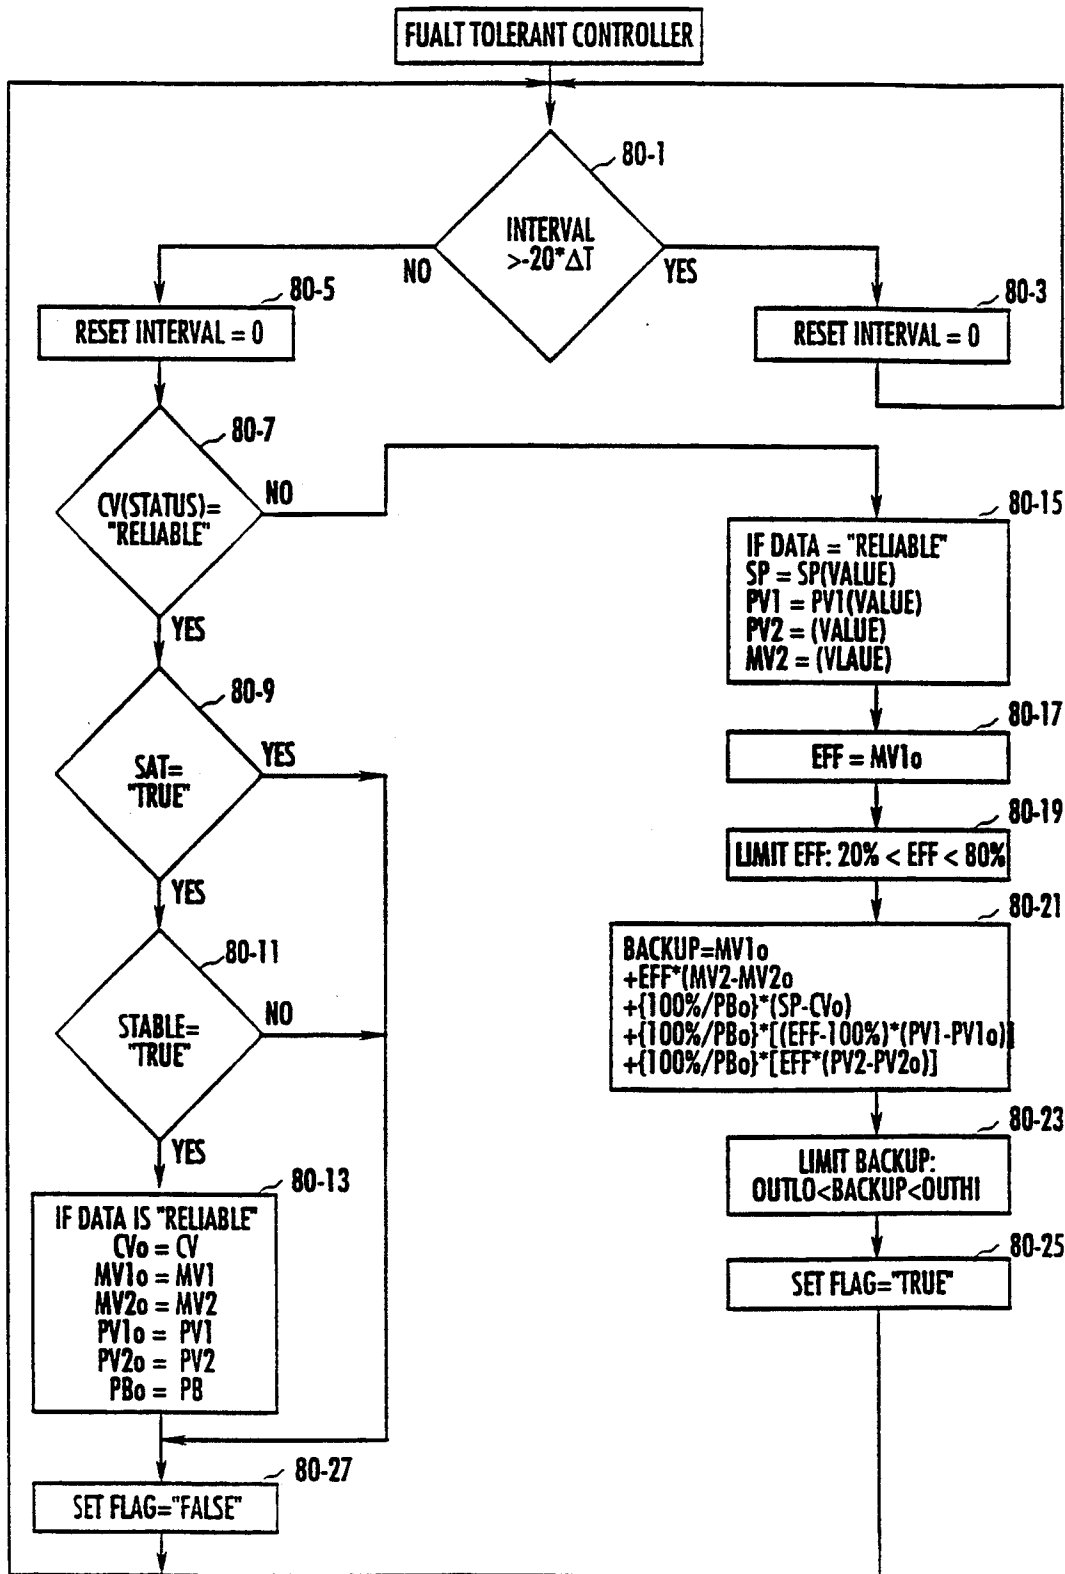 FUALT TOLERANT CONTROLLER
80-1
INTERVAL
>-20*ΔT
NO
YES
80-5
RESET INTERVAL = 0
80-3
RESET INTERVAL = 0
80-7
CV(STATUS)=
"RELIABLE"
NO
YES
80-9
SAT=
"TRUE"
YES
YES
80-11
STABLE=
"TRUE"
NO
YES
80-13
IF DATA IS "RELIABLE"
CVo = CV
MV1o = MV1
MV2o = MV2
PV1o = PV1
PV2o = PV2
PBo = PB
80-27
SET FLAG="FALSE"
80-15
IF DATA = "RELIABLE"
SP = SP(VALUE)
PV1 = PV1(VALUE)
PV2 = (VALUE)
MV2 = (VLAUE)
80-17
EFF = MV1o
80-19
LIMIT EFF: 20% < EFF < 80%
80-21
BACKUP=MV1o
+EFF*(MV2-MV2o
+{100%/PBo}*(SP-CVo)
+{100%/PBo}*[(EFF-100%)*(PV1-PV1o)]
+{100%/PBo}*[EFF*(PV2-PV2o)]
80-23
LIMIT BACKUP:
OUTLO<BACKUP<OUTHI
80-25
SET FLAG="TRUE"